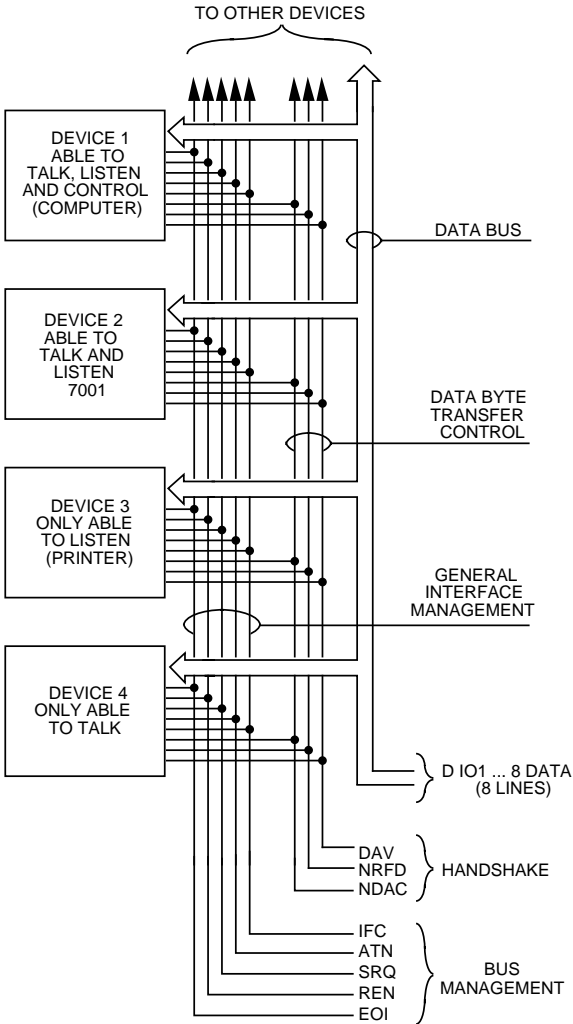 TO OTHER DEVICES
DEVICE 1
ABLE TO
TALK, LISTEN
AND CONTROL
(COMPUTER)
DATA BUS
DEVICE 2
ABLE TO
TALK AND
LISTEN
7001
DATA BYTE
TRANSFER
CONTROL
DEVICE 3
ONLY ABLE
TO LISTEN
(PRINTER)
GENERAL
INTERFACE
MANAGEMENT
DEVICE 4
ONLY ABLE
TO TALK
D IO1 ... 8 DATA
(8 LINES)
DAV
NRFD
NDAC
HANDSHAKE
IFC
ATN
SRQ
REN
EOI
BUS
MANAGEMENT